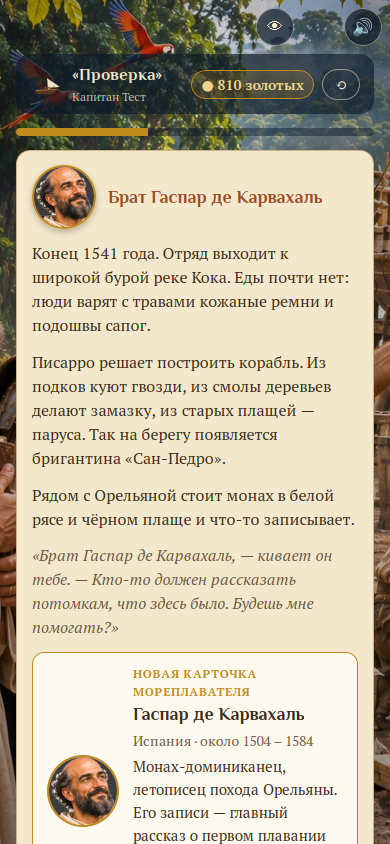 «Проверка»
Капитан Тест
810 золотых
Брат Гаспар де Карвахаль
Конец 1541 года. Отряд выходит к
широкой бурой реке Кока. Еды почти нет:
люди варят с травами кожаные ремни и
подошвы сапог.
Писарро решает построить корабль. Из
подков куют гвозди, из смолы деревьев
делают замазку, из старых плащей —
паруса. Так на берегу появляется
бригантина «Сан-Педро».
Рядом с Орельяной стоит монах в белой
рясе и чёрном плаще и что-то записывает.
«Брат Гаспар де Карвахаль, — кивает он
тебе. — Кто-то должен рассказать
потомкам, что здесь было. Будешь мне
помогать?»
НОВАЯ КАРТОЧКА
МОРЕПЛАВАТЕЛЯ
Гаспар де Карвахаль
Испания · около 1504 – 1584
Монах-доминиканец,
летописец похода Орельяны.
Его записи — главный
рассказ о первом плавании